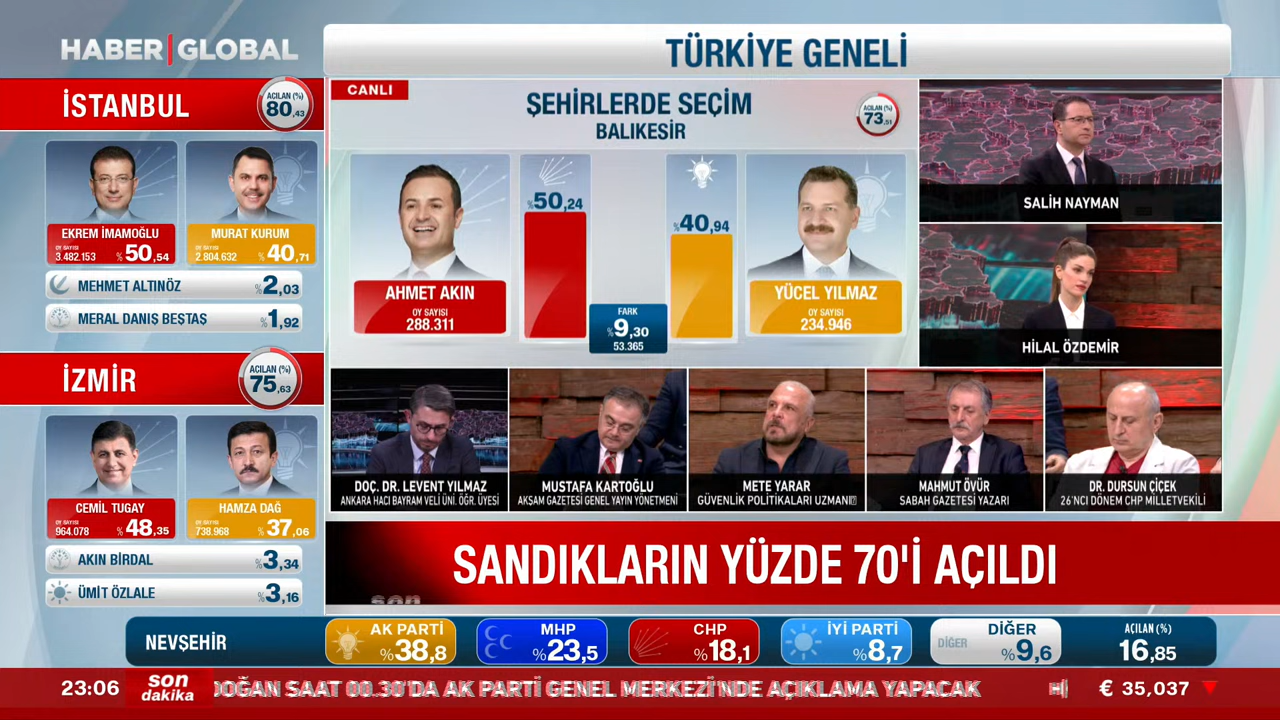 HABER GLOBAL
TÜRKİYE GENELİ
İSTANBUL
AÇILAN (%)
80,43
EKREM İMAMOĞLU
OY SAYISI
3.482.153 %50,54
MURAT KURUM
OY SAYISI
2.804.632 %40,71
MEHMET ALTINÖZ %2,03
MERAL DANIŞ BEŞTAŞ %1,92
İZMİR
AÇILAN (%)
75,63
CEMİL TUGAY
OY SAYISI
964.078 %48,35
HAMZA DAĞ
OY SAYISI
738.968 %37,06
AKIN BİRDAL %3,34
ÜMİT ÖZLALE %3,16
CANLI
ŞEHİRLERDE SEÇİM
BALIKESİR
AÇILAN (%)
73,51
%50,24
%40,94
AHMET AKIN
OY SAYISI
288.311
FARK
%9,30
53.365
YÜCEL YILMAZ
OY SAYISI
234.946
SALİH NAYMAN
HİLAL ÖZDEMİR
DOÇ. DR. LEVENT YILMAZ
ANKARA HACI BAYRAM VELİ ÜNİ. ÖĞR. ÜYESİ
MUSTAFA KARTOĞLU
AKŞAM GAZETESİ GENEL YAYIN YÖNETMENİ
METE YARAR
GÜVENLİK POLİTİKALARI UZMANI
MAHMUT ÖVÜR
SABAH GAZETESİ YAZARI
DR. DURSUN ÇİÇEK
26'NCI DÖNEM CHP MİLLETVEKİLİ
SANDIKLARIN YÜZDE 70'İ AÇILDI
son
NEVŞEHİR
AK PARTİ
%38,8
MHP
%23,5
CHP
%18,1
İYİ PARTİ
%8,7
DİĞER
DİĞER
%9,6
AÇILAN (%)
16,85
23:06
son
dakika
DOĞAN SAAT 00.30'DA AK PARTİ GENEL MERKEZİ'NDE AÇIKLAMA YAPACAK
€ 35,037